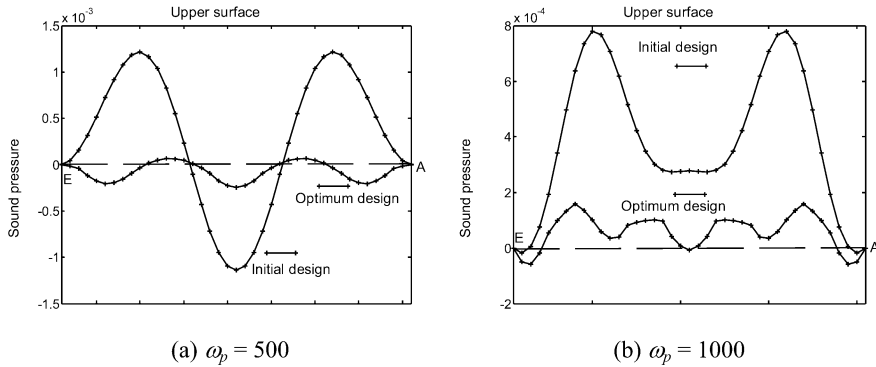 Upper surface
x 10⁻³
1.5
1
0.5
0
-0.5
-1
-1.5
Sound pressure
E
A
Optimum design
Initial design
(a) ωₚ = 500
Upper surface
x 10⁻⁴
8
6
4
2
0
-2
Sound pressure
Initial design
Optimum design
E
A
(b) ωₚ = 1000